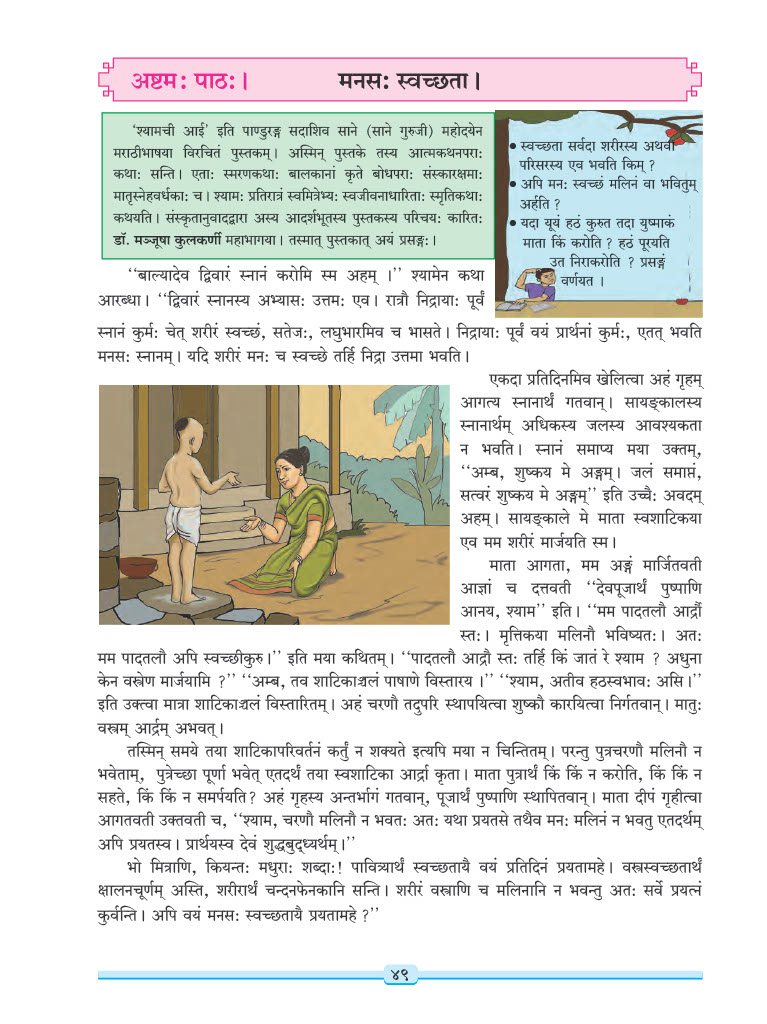 अष्टमः पाठः।
मनसः स्वच्छता।
'श्यामची आई' इति पाण्डुरङ्ग सदाशिव साने (साने गुरुजी) महोदयेन
मराठीभाषया विरचितं पुस्तकम्। अस्मिन् पुस्तके तस्य आत्मकथनपराः
कथाः सन्ति। एताः स्मरणकथाः बालकानां कृते बोधपराः संस्कारक्षमाः
मातृस्नेहवर्धकाः च। श्यामः प्रतिरात्रं स्वमित्रेभ्यः स्वजीवनाधारिताः स्मृतिकथाः
कथयति। संस्कृतानुवादद्वारा अस्य आदर्शभूतस्य पुस्तकस्य परिचयः कारितः
डॉ. मञ्जूषा कुलकर्णी महाभागया। तस्मात् पुस्तकात् अयं प्रसङ्गः।
• स्वच्छता सर्वदा शरीरस्य अथवा
परिसरस्य एव भवति किम् ?
• अपि मनः स्वच्छं मलिनं वा भवितुम्
अर्हति ?
• यदा यूयं हठं कुरुत तदा युष्माकं
माता किं करोति ? हठं पूरयति
उत निराकरोति ? प्रसङ्गं
वर्णयत ।
''बाल्यादेव द्विवारं स्नानं करोमि स्म अहम् ।'' श्यामेन कथा
आरब्धा। ''द्विवारं स्नानस्य अभ्यासः उत्तमः एव। रात्रौ निद्रायाः पूर्वं
स्नानं कुर्मः चेत् शरीरं स्वच्छं, सतेजः, लघुभारमिव च भासते। निद्रायाः पूर्वं वयं प्रार्थनां कुर्मः, एतत् भवति
मनसः स्नानम्। यदि शरीरं मनः च स्वच्छे तर्हि निद्रा उत्तमा भवति।
एकदा प्रतिदिनमिव खेलित्वा अहं गृहम्
आगत्य स्नानार्थं गतवान्। सायङ्कालस्य
स्नानार्थम् अधिकस्य जलस्य आवश्यकता
न भवति। स्नानं समाप्य मया उक्तम्,
''अम्ब, शुष्कय मे अङ्गम्। जलं समाप्तं,
सत्वरं शुष्कय मे अङ्गम्'' इति उच्चैः अवदम्
अहम्। सायङ्काले मे माता स्वशाटिकया
एव मम शरीरं मार्जयति स्म।
माता आगता, मम अङ्गं मार्जितवती
आज्ञां च दत्तवती ''देवपूजार्थं पुष्पाणि
आनय, श्याम'' इति। ''मम पादतलौ आर्द्रौ
स्तः। मृत्तिकया मलिनौ भविष्यतः। अतः
मम पादतलौ अपि स्वच्छीकुरु।'' इति मया कथितम्। ''पादतलौ आर्द्रौ स्तः तर्हि किं जातं रे श्याम ? अधुना
केन वस्त्रेण मार्जयामि ?'' ''अम्ब, तव शाटिकाञ्चलं पाषाणे विस्तारय ।'' ''श्याम, अतीव हठस्वभावः असि।''
इति उक्त्वा मात्रा शाटिकाञ्चलं विस्तारितम्। अहं चरणौ तदुपरि स्थापयित्वा शुष्कौ कारयित्वा निर्गतवान्। मातुः
वस्त्रम् आर्द्रम् अभवत्।
तस्मिन् समये तया शाटिकापरिवर्तनं कर्तुं न शक्यते इत्यपि मया न चिन्तितम्। परन्तु पुत्रचरणौ मलिनौ न
भवेताम्, पुत्रेच्छा पूर्णा भवेत् एतदर्थं तया स्वशाटिका आर्द्रा कृता। माता पुत्रार्थं किं किं न करोति, किं किं न
सहते, किं किं न समर्पयति? अहं गृहस्य अन्तर्भागं गतवान्, पूजार्थं पुष्पाणि स्थापितवान्। माता दीपं गृहीत्वा
आगतवती उक्तवती च, ''श्याम, चरणौ मलिनौ न भवतः अतः यथा प्रयतसे तथैव मनः मलिनं न भवतु एतदर्थम्
अपि प्रयतस्व। प्रार्थयस्व देवं शुद्धबुद्ध्यर्थम्।''
भो मित्राणि, कियन्तः मधुराः शब्दाः! पावित्र्यार्थं स्वच्छतायै वयं प्रतिदिनं प्रयतामहे। वस्त्रस्वच्छतार्थं
क्षालनचूर्णम् अस्ति, शरीरार्थं चन्दनफेनकानि सन्ति। शरीरं वस्त्राणि च मलिनानि न भवन्तु अतः सर्वे प्रयत्नं
कुर्वन्ति। अपि वयं मनसः स्वच्छतायै प्रयतामहे ?''
४९